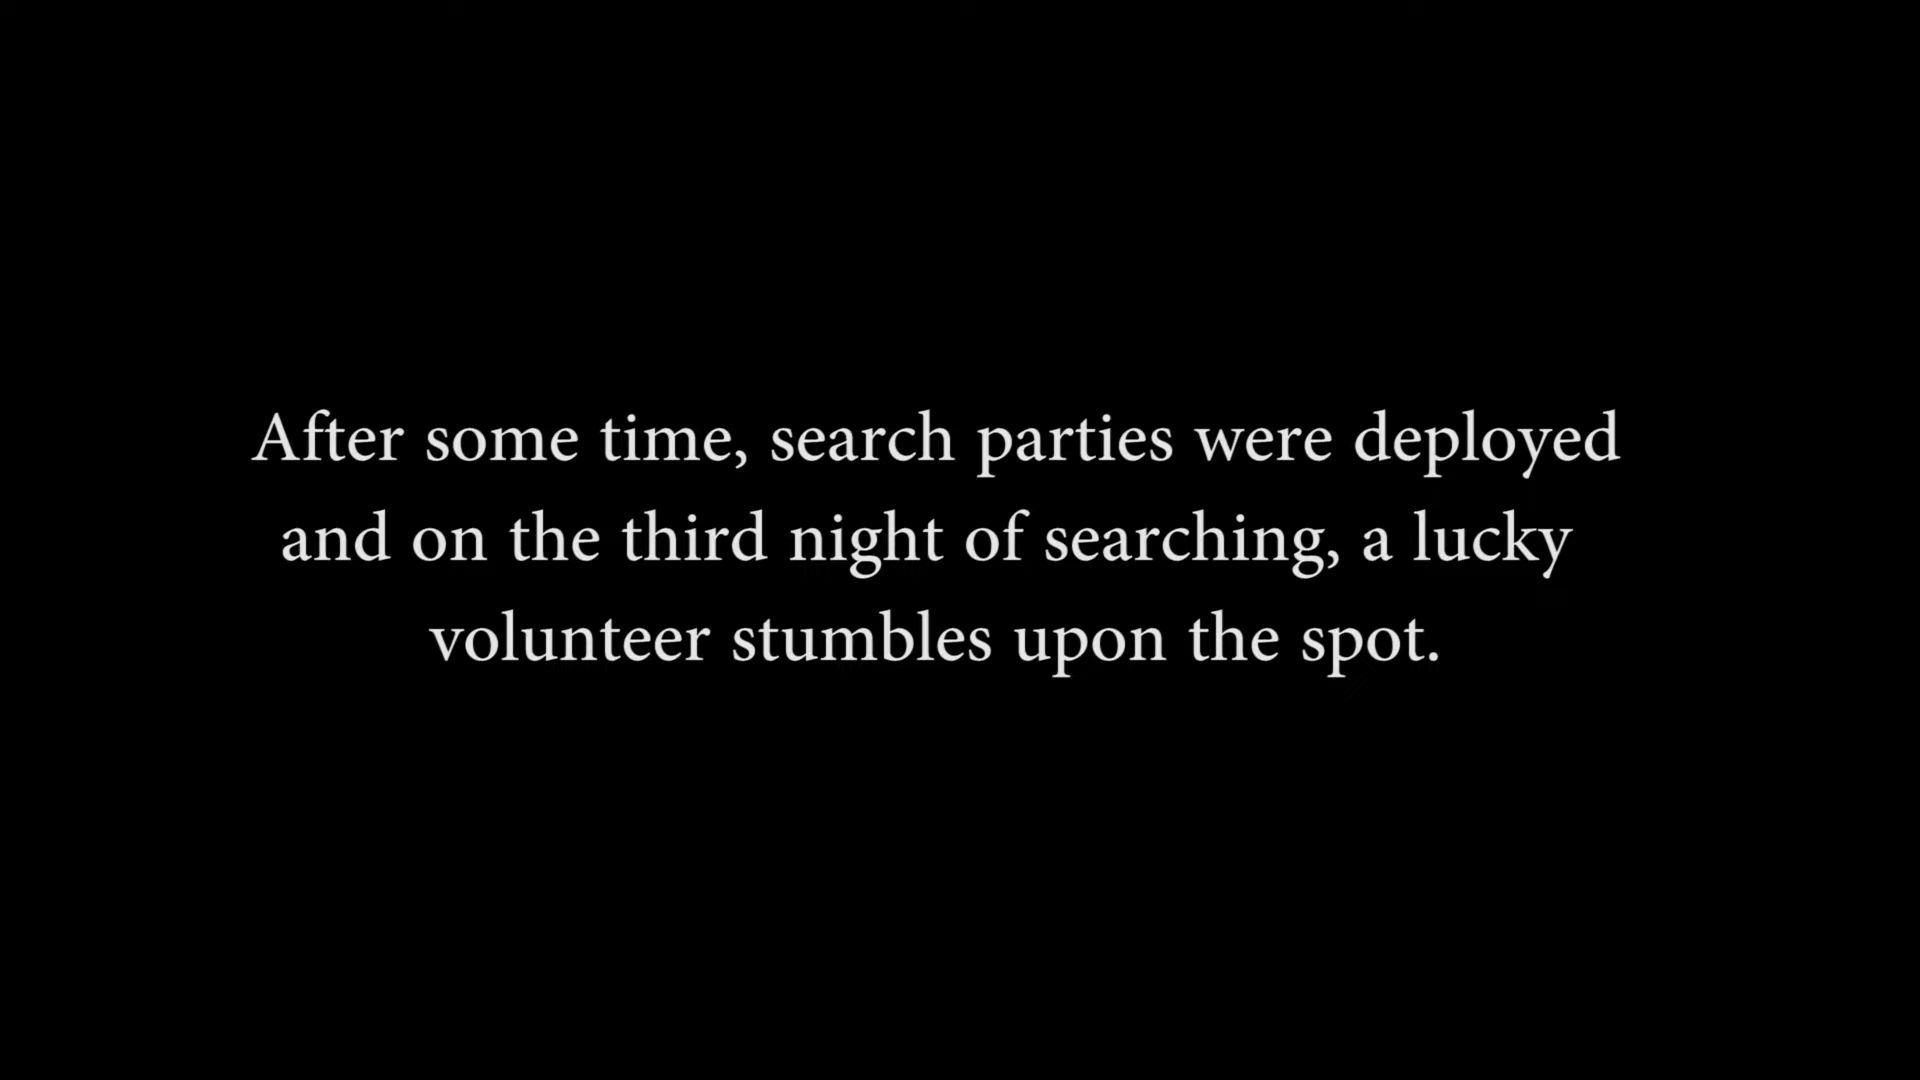 After some time, search parties were deployed
and on the third night of searching, a lucky
volunteer stumbles upon the spot.